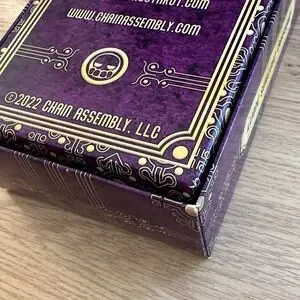 WWW.CHAINASSEMBLY.COM
©2022 CHAIN ASSEMBLY, LLC